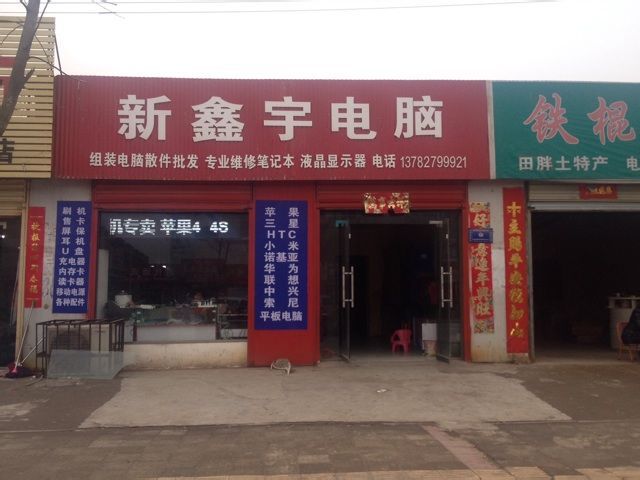 新鑫宇电脑
组装电脑散件批发 专业维修笔记本 液晶显示器 电话 13782799921
铁棍
田胖土特产 电
店
机专卖 苹果4 4S
刷机
售卡
屏保
耳机
U盘
充电器
内存卡
读卡器
移动电源
各种配件
苹果
三星
HTC
小米
诺基亚
华为
联想
中兴
索尼
平板电脑